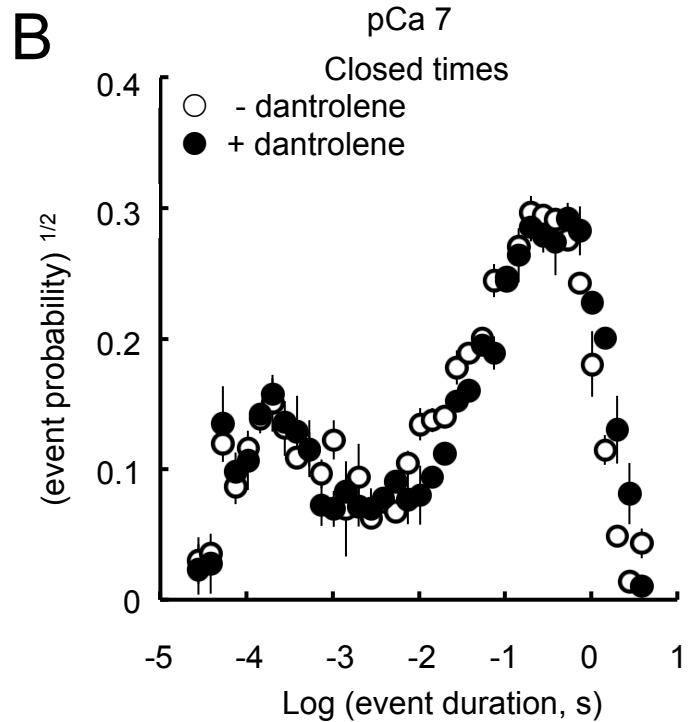 B
pCa 7
Closed times
- dantrolene
+ dantrolene
(event probability) 1/2
0.4
0.3
0.2
0.1
0
-5 -4 -3 -2 -1 0 1
Log (event duration, s)